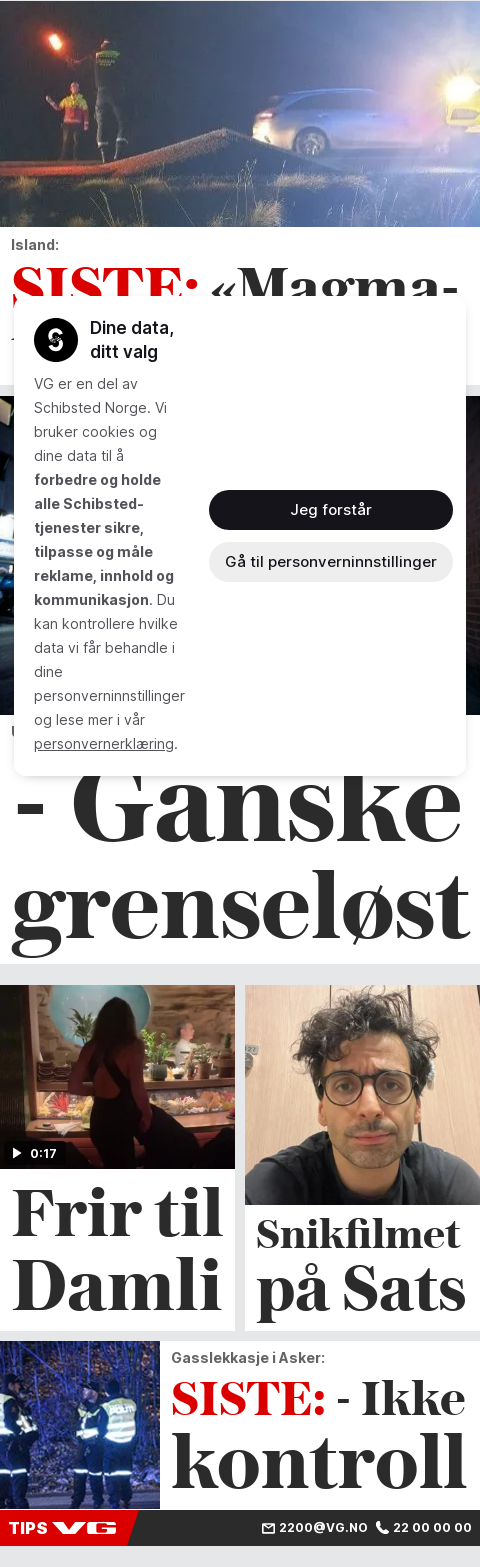 Island:
SISTE: «Magma-
Dine data,
ditt valg
VG er en del av
Schibsted Norge. Vi
bruker cookies og
dine data til å
forbedre og holde
alle Schibsted-
tjenester sikre,
tilpasse og måle
reklame, innhold og
kommunikasjon. Du
kan kontrollere hvilke
data vi får behandle i
dine
personverninnstillinger
og lese mer i vår
personvernerklæring.
Jeg forstår
Gå til personverninnstillinger
- Ganske
grenseløst
0:17
Frir til
Damli
Snikfilmet
på Sats
Gasslekkasje i Asker:
SISTE: - Ikke
kontroll
TIPS VG
2200@VG.NO 22 00 00 00